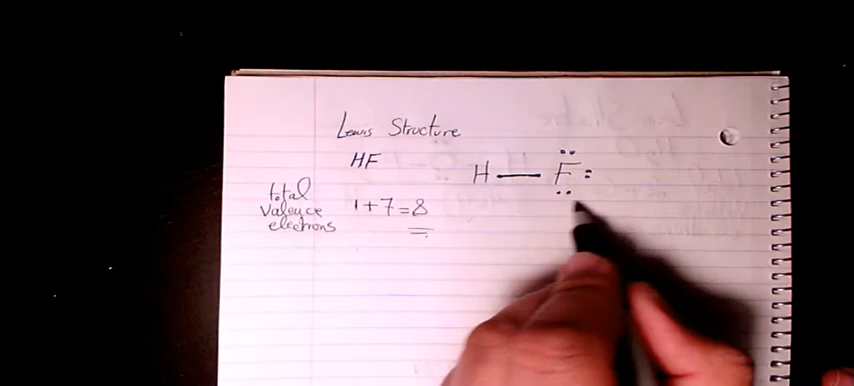 Lewis Structure
HF
H — F
total
valence
electrons
1 + 7 = 8